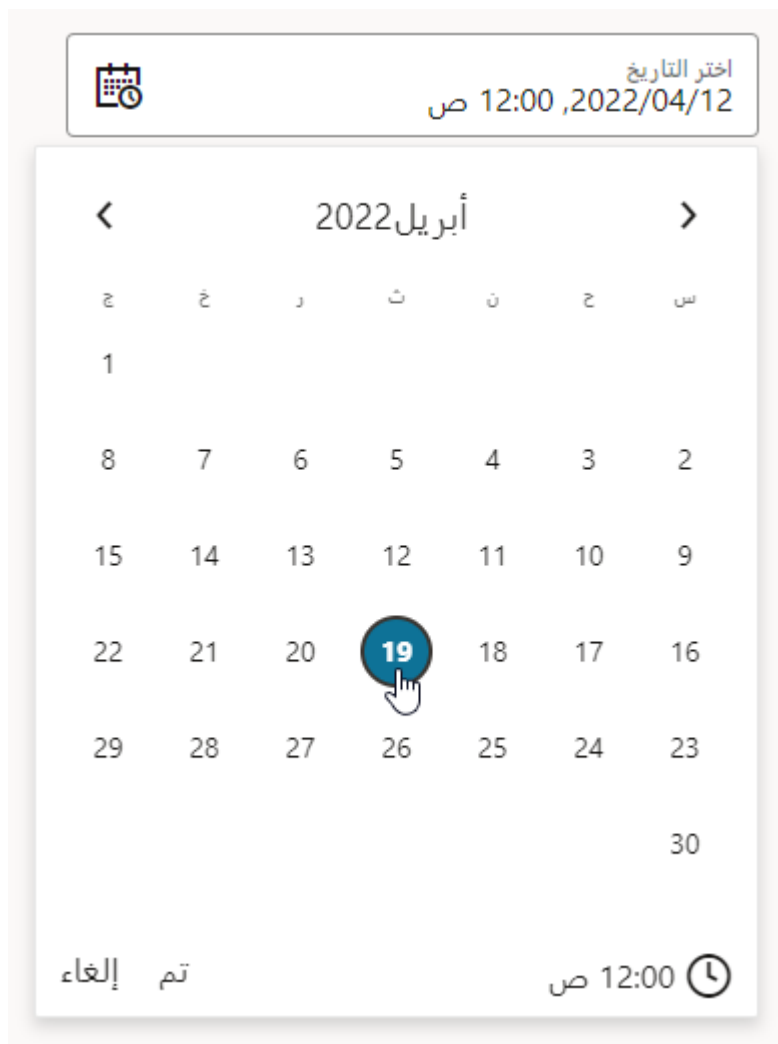 اختر التاريخ
2022/04/12, 12:00 ص
أبريل2022
س ح ن ث ر خ ج
1
2 3 4 5 6 7 8
9 10 11 12 13 14 15
16 17 18 19 20 21 22
23 24 25 26 27 28 29
30
12:00 ص تم إلغاء